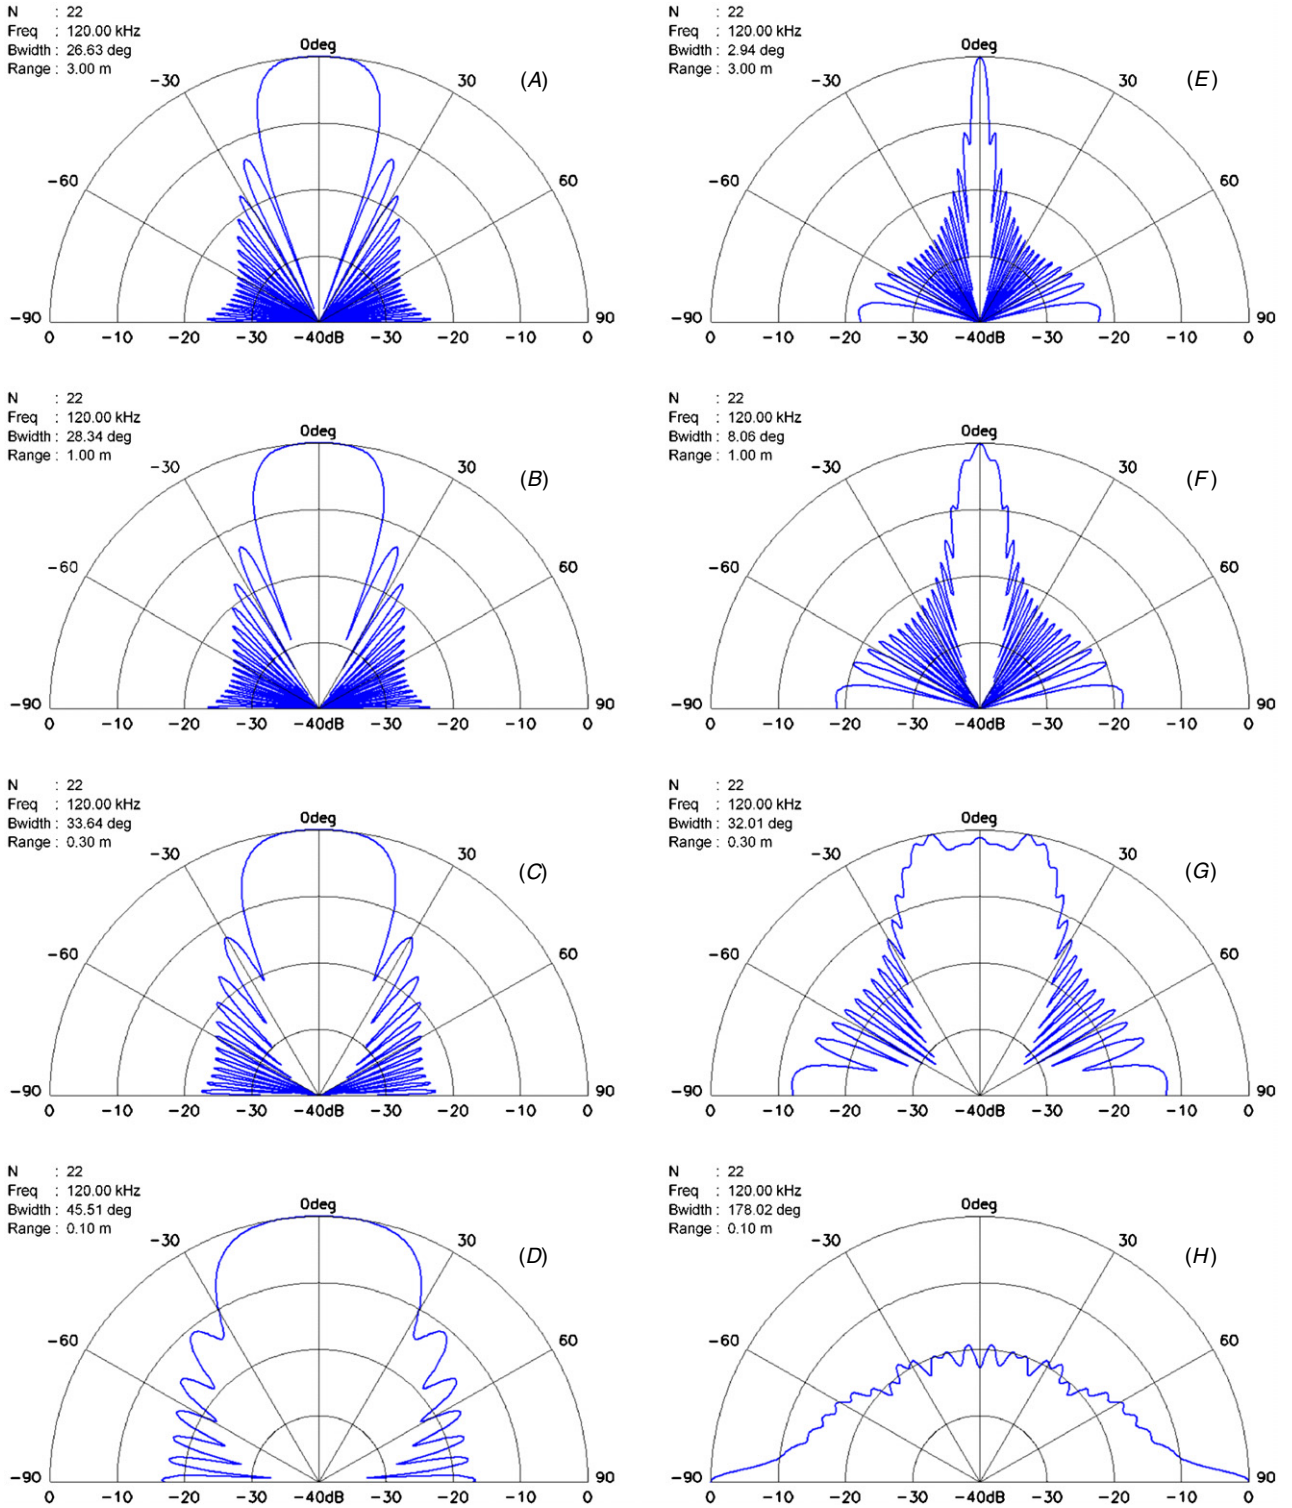 N : 22
Freq : 120.00 kHz
Bwidth : 26.63 deg
Range : 3.00 m
(A)
0deg
-30 30
-60 60
-90 90
0 -10 -20 -30 -40dB -30 -20 -10 0
N : 22
Freq : 120.00 kHz
Bwidth : 2.94 deg
Range : 3.00 m
(E)
0deg
-30 30
-60 60
-90 90
0 -10 -20 -30 -40dB -30 -20 -10 0
N : 22
Freq : 120.00 kHz
Bwidth : 28.34 deg
Range : 1.00 m
(B)
0deg
-30 30
-60 60
-90 90
0 -10 -20 -30 -40dB -30 -20 -10 0
N : 22
Freq : 120.00 kHz
Bwidth : 8.06 deg
Range : 1.00 m
(F)
0deg
-30 30
-60 60
-90 90
0 -10 -20 -30 -40dB -30 -20 -10 0
N : 22
Freq : 120.00 kHz
Bwidth : 33.64 deg
Range : 0.30 m
(C)
0deg
-30 30
-60 60
-90 90
0 -10 -20 -30 -40dB -30 -20 -10 0
N : 22
Freq : 120.00 kHz
Bwidth : 32.01 deg
Range : 0.30 m
(G)
0deg
-30 30
-60 60
-90 90
0 -10 -20 -30 -40dB -30 -20 -10 0
N : 22
Freq : 120.00 kHz
Bwidth : 45.51 deg
Range : 0.10 m
(D)
0deg
-30 30
-60 60
-90 90
0 -10 -20 -30 -40dB -30 -20 -10 0
N : 22
Freq : 120.00 kHz
Bwidth : 178.02 deg
Range : 0.10 m
(H)
0deg
-30 30
-60 60
-90 90
0 -10 -20 -30 -40dB -30 -20 -10 0